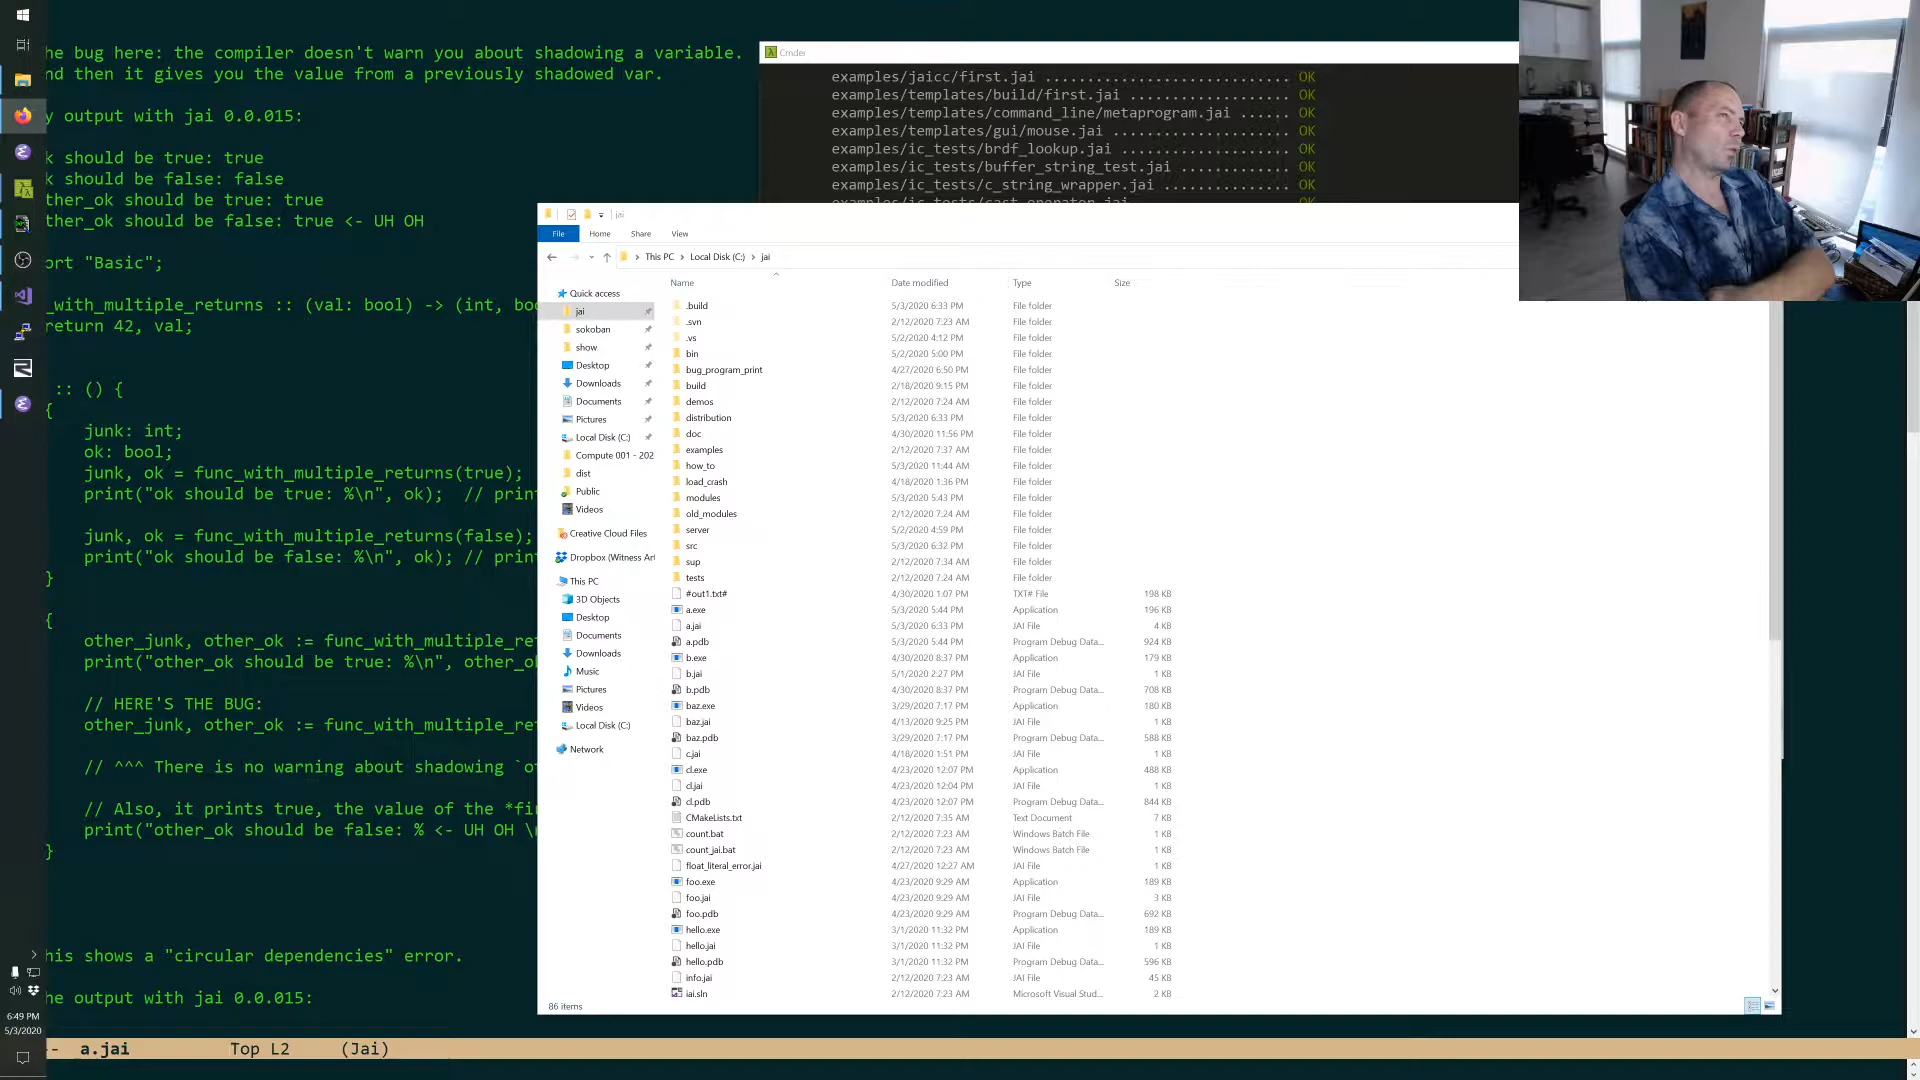 he bug here: the compiler doesn't warn you about shadowing a variable.
nd then it gives you the value from a previously shadowed var.
y output with jai 0.0.015:
k should be true: true
k should be false: false
ther_ok should be true: true
ther_ok should be false: true <- UH OH
ort "Basic";
_with_multiple_returns :: (val: bool) -> (int, boo
return 42, val;
:: () {
{
junk: int;
ok: bool;
junk, ok = func_with_multiple_returns(true);
print("ok should be true: %\n", ok);  // prin
junk, ok = func_with_multiple_returns(false);
print("ok should be false: %\n", ok); // prin
}
{
other_junk, other_ok := func_with_multiple_re
print("other_ok should be true: %\n", other_o
// HERE'S THE BUG:
other_junk, other_ok := func_with_multiple_re
// ^^^ There is no warning about shadowing `o
// Also, it prints true, the value of the *fi
print("other_ok should be false: % <- UH OH \
}
his shows a "circular dependencies" error.
he output with jai 0.0.015:
-- a.jai Top L2 (Jai)
6:49 PM
5/3/2020
Cmder
examples/jaicc/first.jai ............................. OK
examples/templates/build/first.jai ................... OK
examples/templates/command_line/metaprogram.jai ...... OK
examples/templates/gui/mouse.jai ..................... OK
examples/ic_tests/brdf_lookup.jai .................... OK
examples/ic_tests/buffer_string_test.jai ............. OK
examples/ic_tests/c_string_wrapper.jai ............... OK
examples/ic_tests/cast_operator.jai
jai
File Home Share View
This PC > Local Disk (C:) > jai
Name Date modified Type Size
Quick access
jai
sokoban
show
Desktop
Downloads
Documents
Pictures
Local Disk (C:)
Compute 001 - 202
dist
Public
Videos
Creative Cloud Files
Dropbox (Witness Art
This PC
3D Objects
Desktop
Documents
Downloads
Music
Pictures
Videos
Local Disk (C:)
Network
.build 5/3/2020 6:33 PM File folder
.svn 2/12/2020 7:23 AM File folder
.vs 5/2/2020 4:12 PM File folder
bin 5/2/2020 5:00 PM File folder
bug_program_print 4/27/2020 6:50 PM File folder
build 2/18/2020 9:15 PM File folder
demos 2/12/2020 7:24 AM File folder
distribution 5/3/2020 6:33 PM File folder
doc 4/30/2020 11:56 PM File folder
examples 2/12/2020 7:37 AM File folder
how_to 5/3/2020 11:44 AM File folder
load_crash 4/18/2020 1:36 PM File folder
modules 5/3/2020 5:43 PM File folder
old_modules 2/12/2020 7:24 AM File folder
server 5/2/2020 4:59 PM File folder
src 5/3/2020 6:32 PM File folder
sup 2/12/2020 7:34 AM File folder
tests 2/12/2020 7:24 AM File folder
#out1.txt# 4/30/2020 1:07 PM TXT# File 198 KB
a.exe 5/3/2020 5:44 PM Application 196 KB
a.jai 5/3/2020 6:33 PM JAI File 4 KB
a.pdb 5/3/2020 5:44 PM Program Debug Data... 924 KB
b.exe 4/30/2020 8:37 PM Application 179 KB
b.jai 5/1/2020 2:27 PM JAI File 1 KB
b.pdb 4/30/2020 8:37 PM Program Debug Data... 708 KB
baz.exe 3/29/2020 7:17 PM Application 180 KB
baz.jai 4/13/2020 9:25 PM JAI File 1 KB
baz.pdb 3/29/2020 7:17 PM Program Debug Data... 588 KB
c.jai 4/18/2020 1:51 PM JAI File 1 KB
cl.exe 4/23/2020 12:07 PM Application 488 KB
cl.jai 4/23/2020 12:04 PM JAI File 1 KB
cl.pdb 4/23/2020 12:07 PM Program Debug Data... 844 KB
CMakeLists.txt 2/12/2020 7:35 AM Text Document 7 KB
count.bat 2/12/2020 7:23 AM Windows Batch File 1 KB
count_jai.bat 2/12/2020 7:23 AM Windows Batch File 1 KB
float_literal_error.jai 4/27/2020 12:27 AM JAI File 1 KB
foo.exe 4/23/2020 9:29 AM Application 189 KB
foo.jai 4/23/2020 9:29 AM JAI File 3 KB
foo.pdb 4/23/2020 9:29 AM Program Debug Data... 692 KB
hello.exe 3/1/2020 11:32 PM Application 189 KB
hello.jai 3/1/2020 11:32 PM JAI File 1 KB
hello.pdb 3/1/2020 11:32 PM Program Debug Data... 596 KB
info.jai 2/12/2020 7:23 AM JAI File 45 KB
jai.sln 2/12/2020 7:23 AM Microsoft Visual Stud... 2 KB
86 items